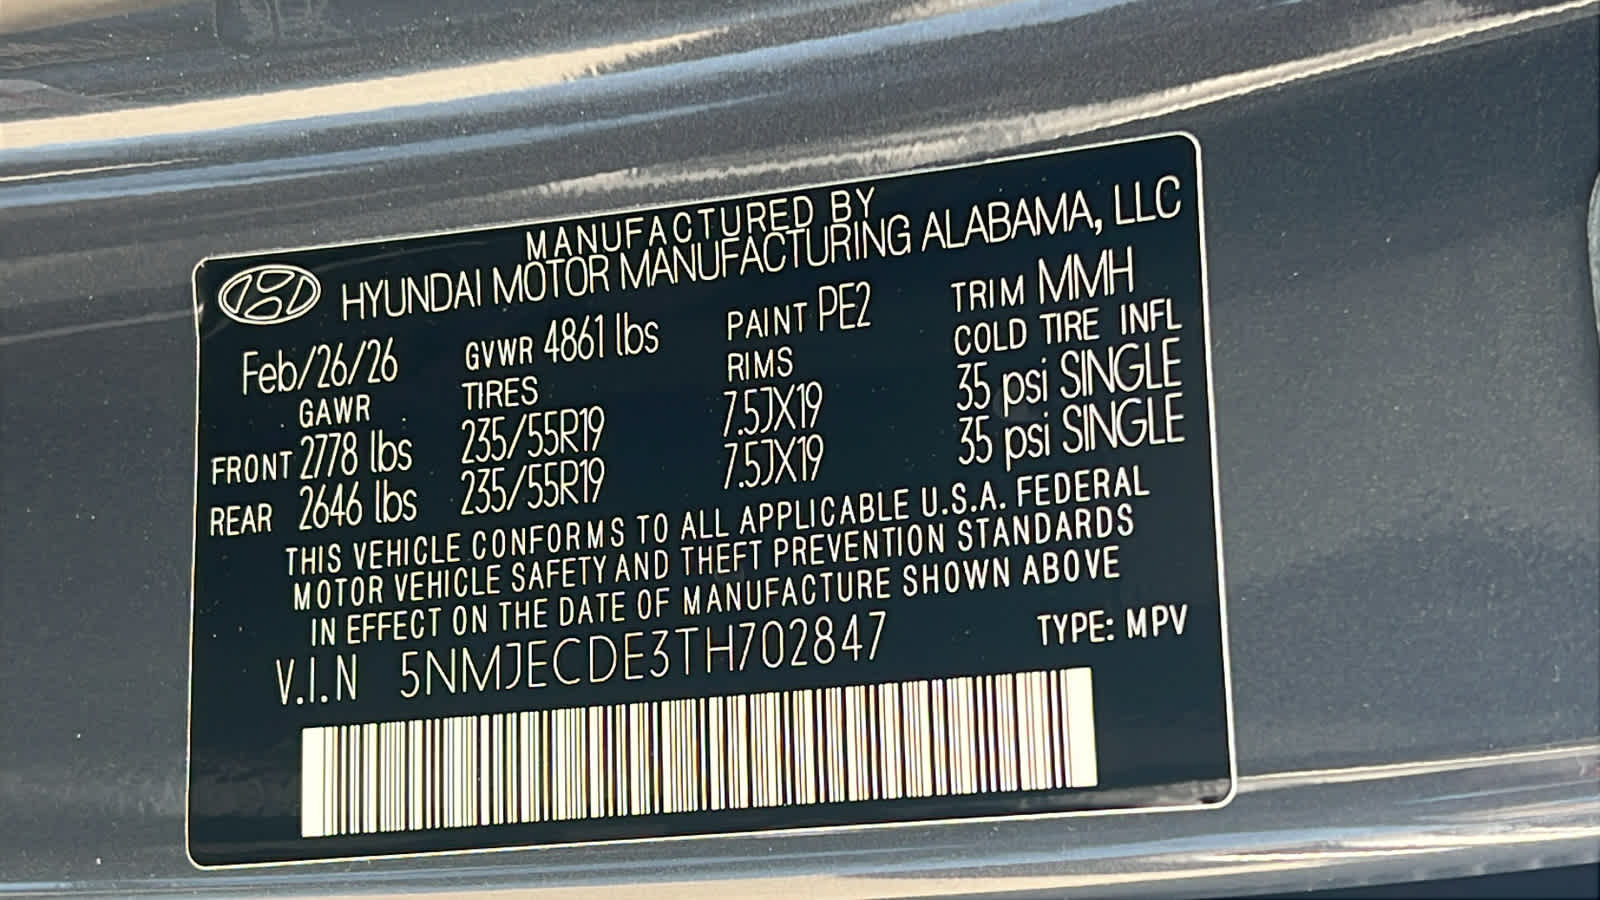 MANUFACTURED BY
HYUNDAI MOTOR MANUFACTURING ALABAMA, LLC
Feb/26/26 GVWR 4861 lbs PAINT PE2 TRIM MMH
GAWR TIRES RIMS COLD TIRE INFL
FRONT 2778 lbs 235/55R19 7.5JX19 35 psi SINGLE
REAR 2646 lbs 235/55R19 7.5JX19 35 psi SINGLE
THIS VEHICLE CONFORMS TO ALL APPLICABLE U.S.A. FEDERAL
MOTOR VEHICLE SAFETY AND THEFT PREVENTION STANDARDS
IN EFFECT ON THE DATE OF MANUFACTURE SHOWN ABOVE
V.I.N 5NMJECDE3TH702847 TYPE: MPV